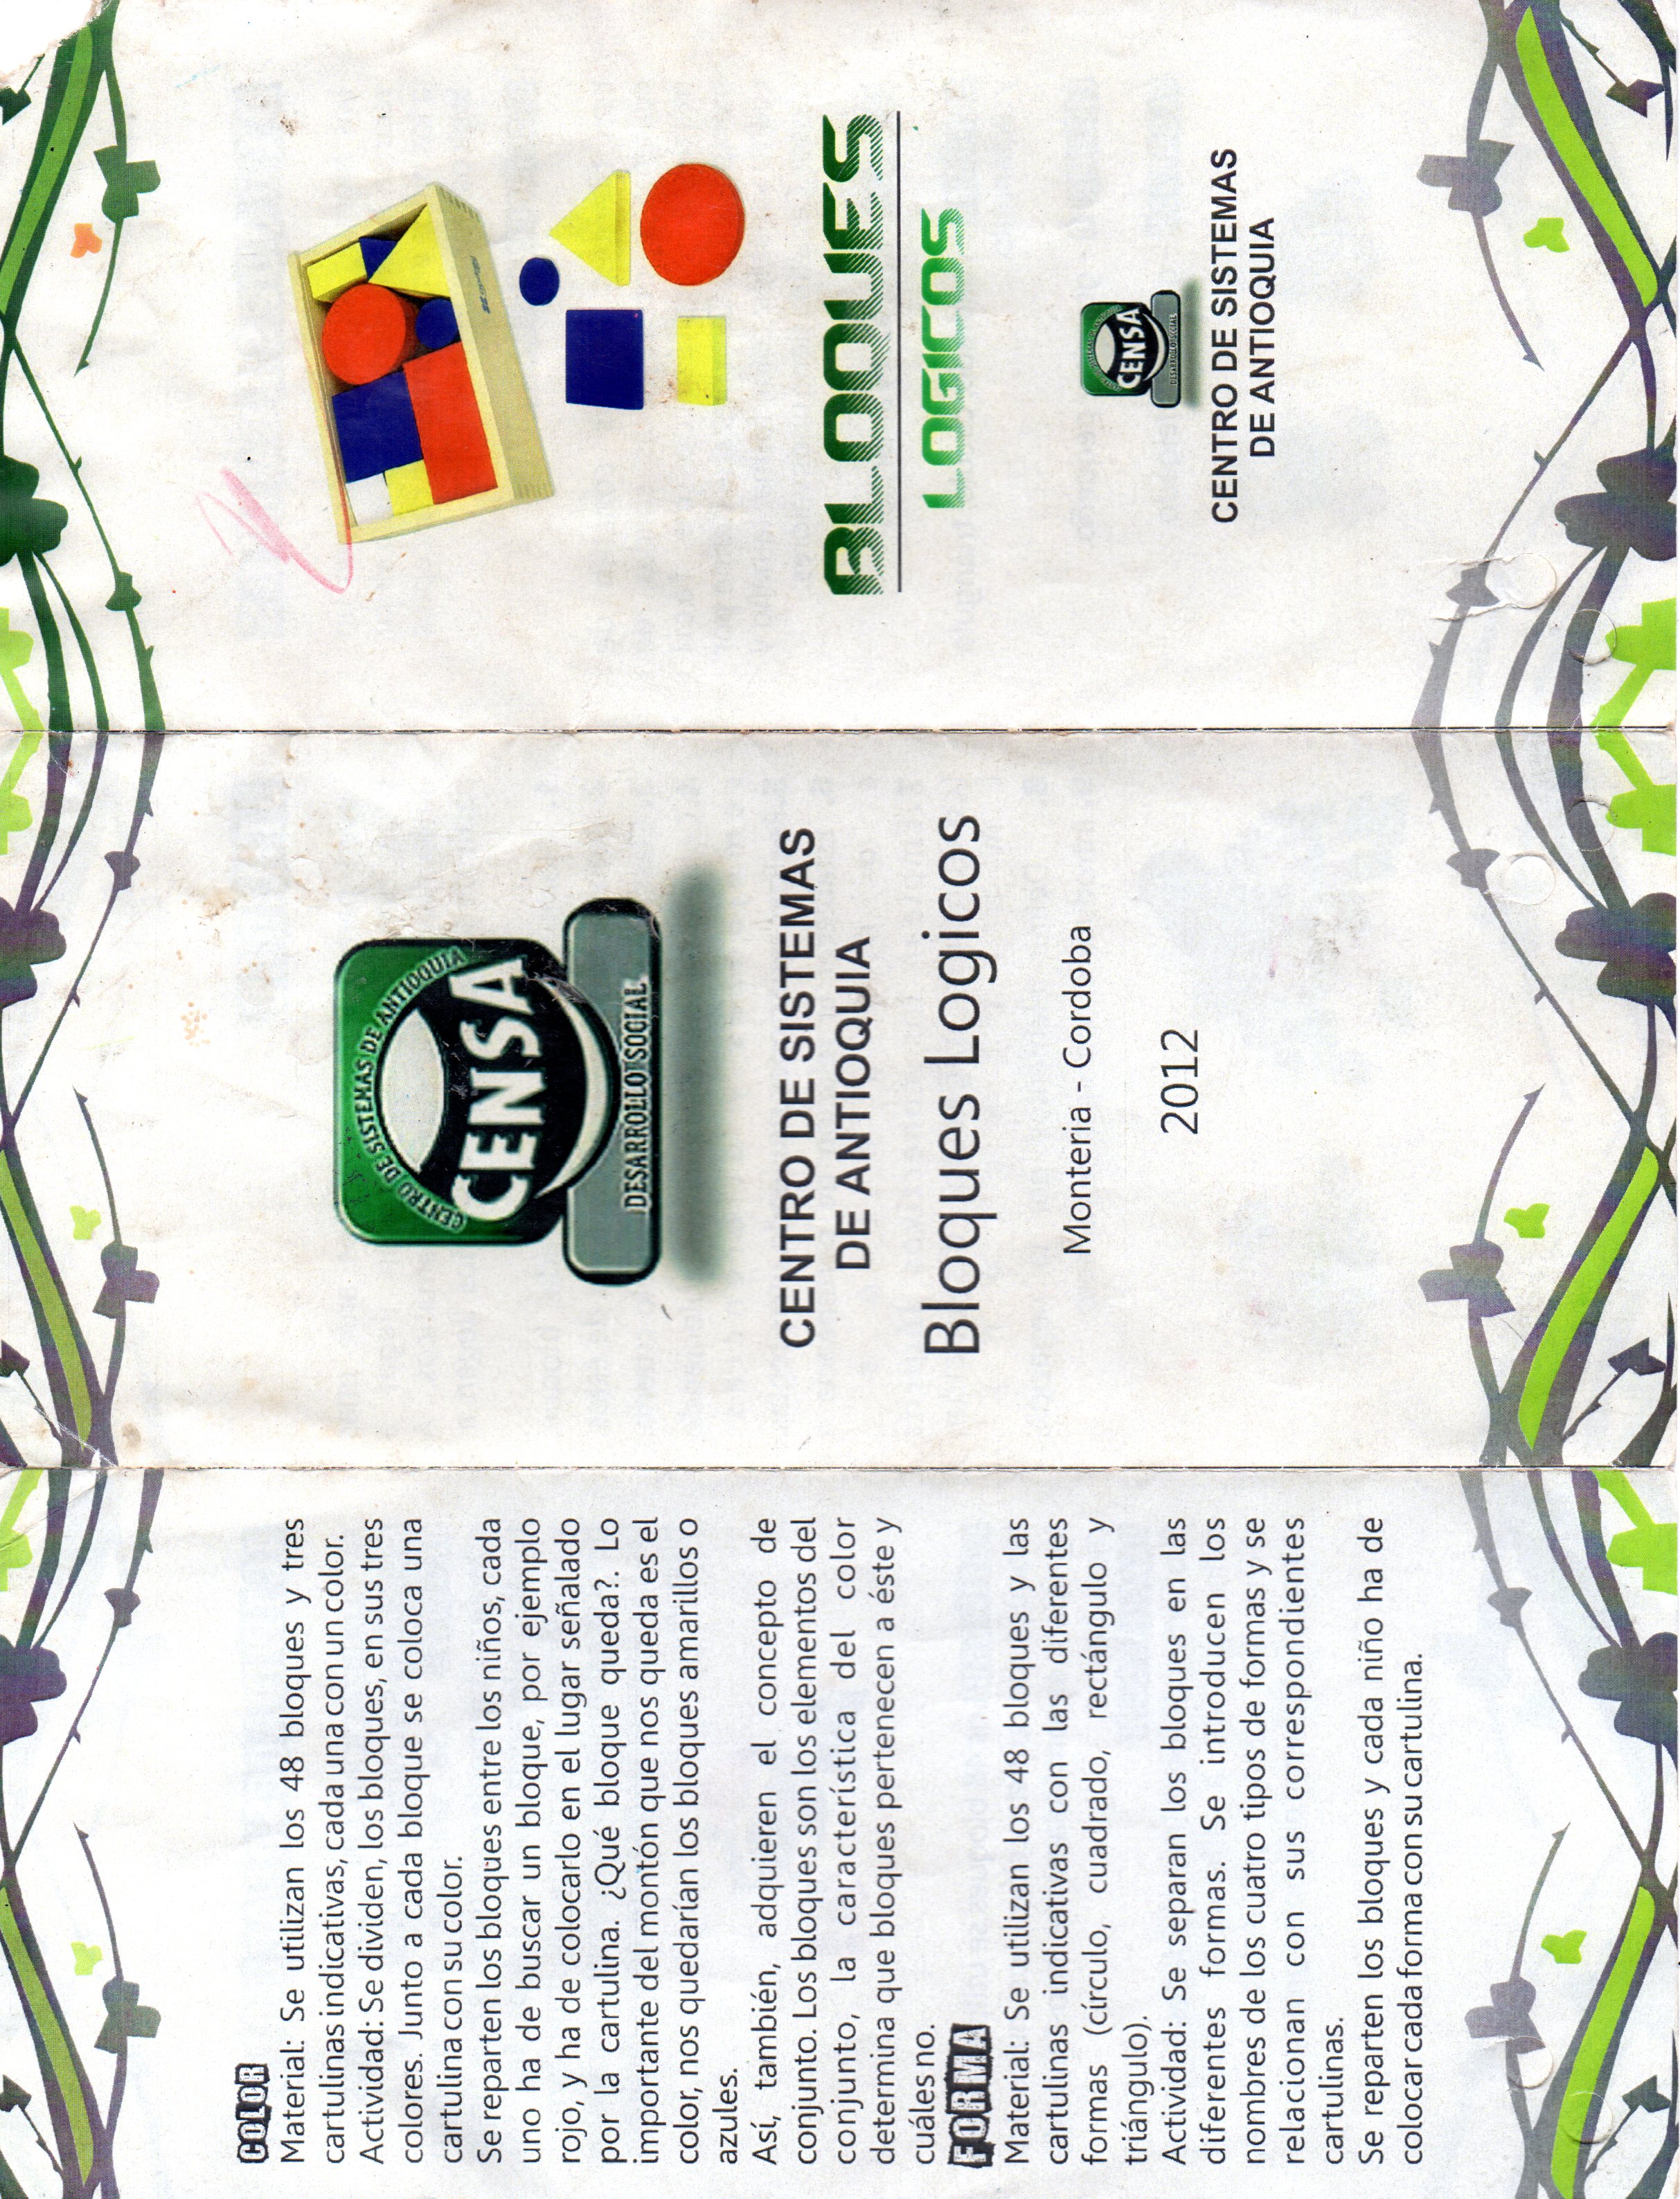 COLOR
Material: Se utilizan los 48 bloques y tres
cartulinas indicativas, cada una con un color.
Actividad: Se dividen, los bloques, en sus tres
colores. Junto a cada bloque se coloca una
cartulina con su color.
Se reparten los bloques entre los niños, cada
uno ha de buscar un bloque, por ejemplo
rojo, y ha de colocarlo en el lugar señalado
por la cartulina. ¿Qué bloque queda?. Lo
importante del montón que nos queda es el
color, nos quedarían los bloques amarillos o
azules.
Así, también, adquieren el concepto de
conjunto. Los bloques son los elementos del
conjunto, la característica del color
determina que bloques pertenecen a éste y
cuáles no.
FORMA
Material: Se utilizan los 48 bloques y las
cartulinas indicativas con las diferentes
formas (círculo, cuadrado, rectángulo y
triángulo).
Actividad: Se separan los bloques en las
diferentes formas. Se introducen los
nombres de los cuatro tipos de formas y se
relacionan con sus correspondientes
cartulinas.
Se reparten los bloques y cada niño ha de
colocar cada forma con su cartulina.
CENTRO DE SISTEMAS DE ANTIOQUIA
CENSA
DESARROLLO SOCIAL
CENTRO DE SISTEMAS
DE ANTIOQUIA
Bloques Logicos
Monteria - Cordoba
2012
BLOQUES
LOGICOS
CENSA
DESARROLLO SOCIAL
CENTRO DE SISTEMAS
DE ANTIOQUIA